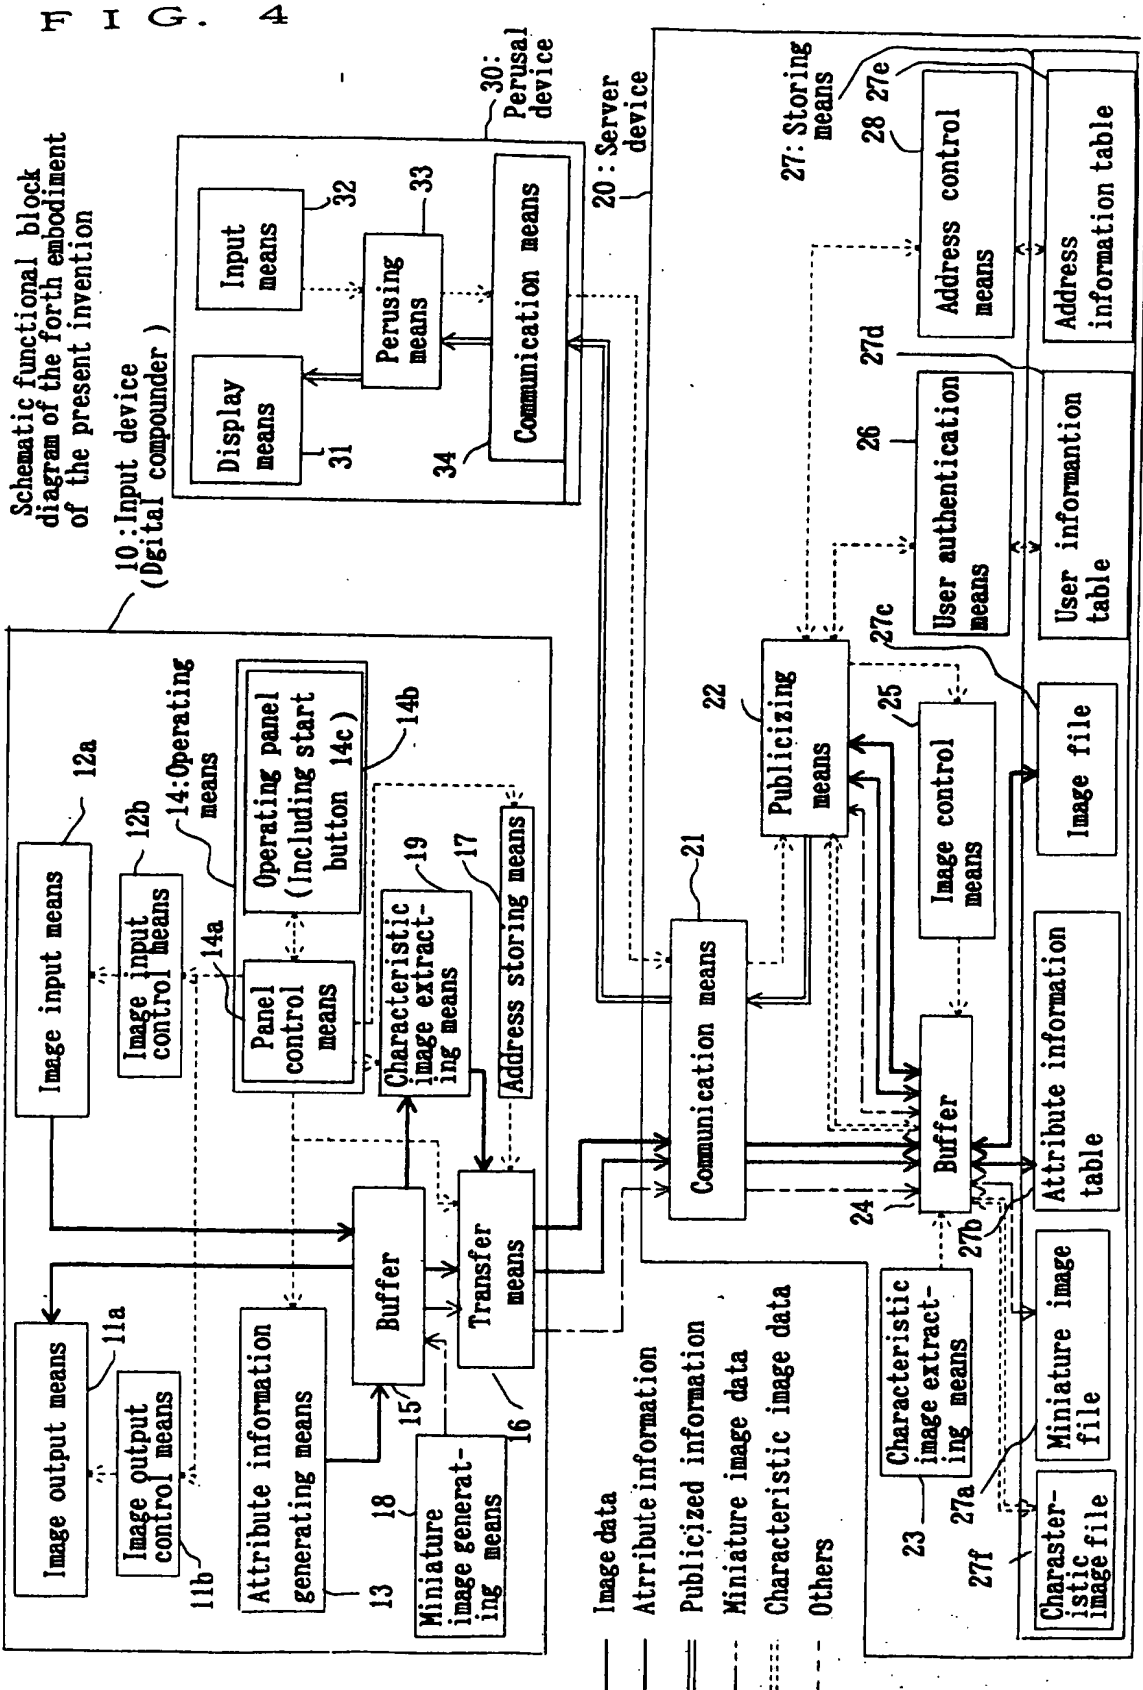 FIG. 4
Schematic functional block
diagram of the forth embodiment
of the present invention
10:Input device
(Dgital compounder)
Image output means
11a
Image output
control means
11b
Image input means
12a
Image input
control means
12b
14:Operating
means
14a
Panel
control
means
Operating panel
(Including start
button 14c)
14b
Attribute information
generating means
13
Buffer
15
Characteristic
image extract-
ing means
19
17
Address storing means
Miniature
image generat-
ing means
18
Transfer
means
16
30:
Perusal
device
Display
means
31
Input
means
32
Perusing
means
33
34
Communication means
20:Server
device
21
Communication means
22
Publicizing
means
Characteristic
image extract-
ing means
23
24
Buffer
25
Image control
means
26
User authentication
means
27:Storing
means
28
Address control
means
27f
Charaster-
istic
image file
27a
Miniature image
file
27b
Attribute information
table
27c
Image file
27d
User informantion
table
27e
Address
information table
Image data
Atrribute information
Publicized information
Miniature image data
Characteristic image data
Others